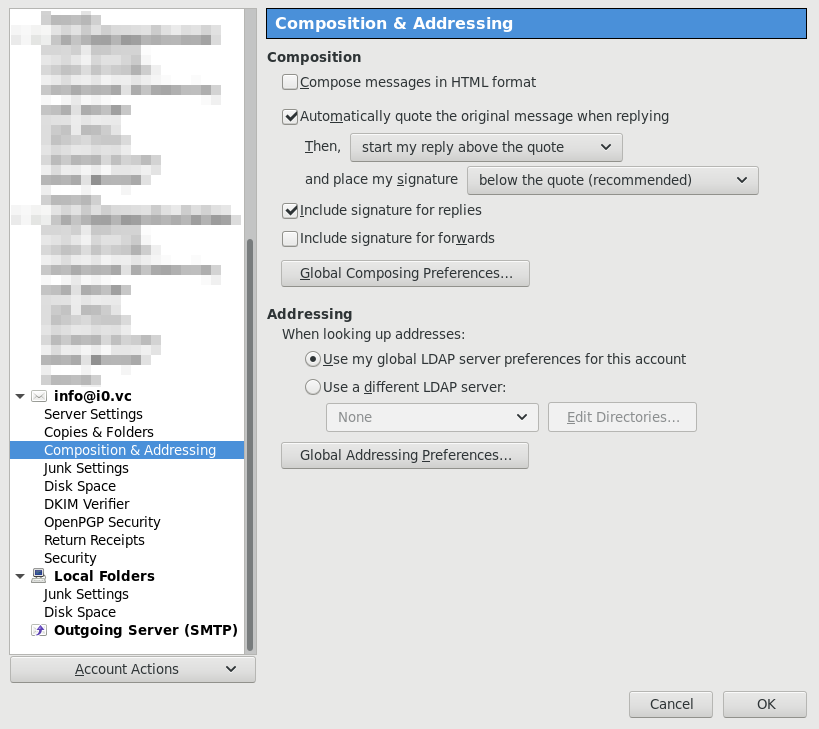 info@i0.vc
Server Settings
Copies & Folders
Composition & Addressing
Junk Settings
Disk Space
DKIM Verifier
OpenPGP Security
Return Receipts
Security
Local Folders
Junk Settings
Disk Space
Outgoing Server (SMTP)
Account Actions
Composition & Addressing
Composition
Compose messages in HTML format
Automatically quote the original message when replying
Then, start my reply above the quote
and place my signature below the quote (recommended)
Include signature for replies
Include signature for forwards
Global Composing Preferences...
Addressing
When looking up addresses:
Use my global LDAP server preferences for this account
Use a different LDAP server:
None Edit Directories...
Global Addressing Preferences...
Cancel OK